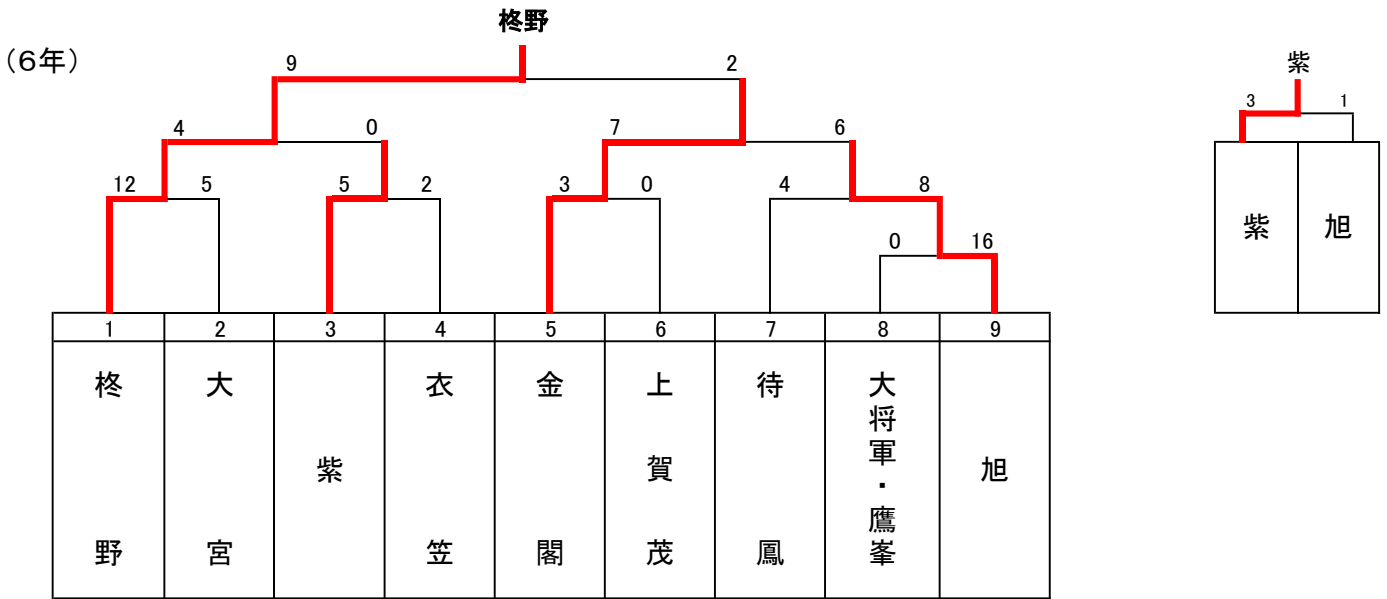 柊野
（6年）
9 2
紫
3 1
4 0 7 6
12 5 5 2 3 0 4 8
0 16
紫 旭
1 2 3 4 5 6 7 8 9
柊野
大宮
紫
衣笠
金閣
上賀茂
待鳳
大将軍・鷹峯
旭